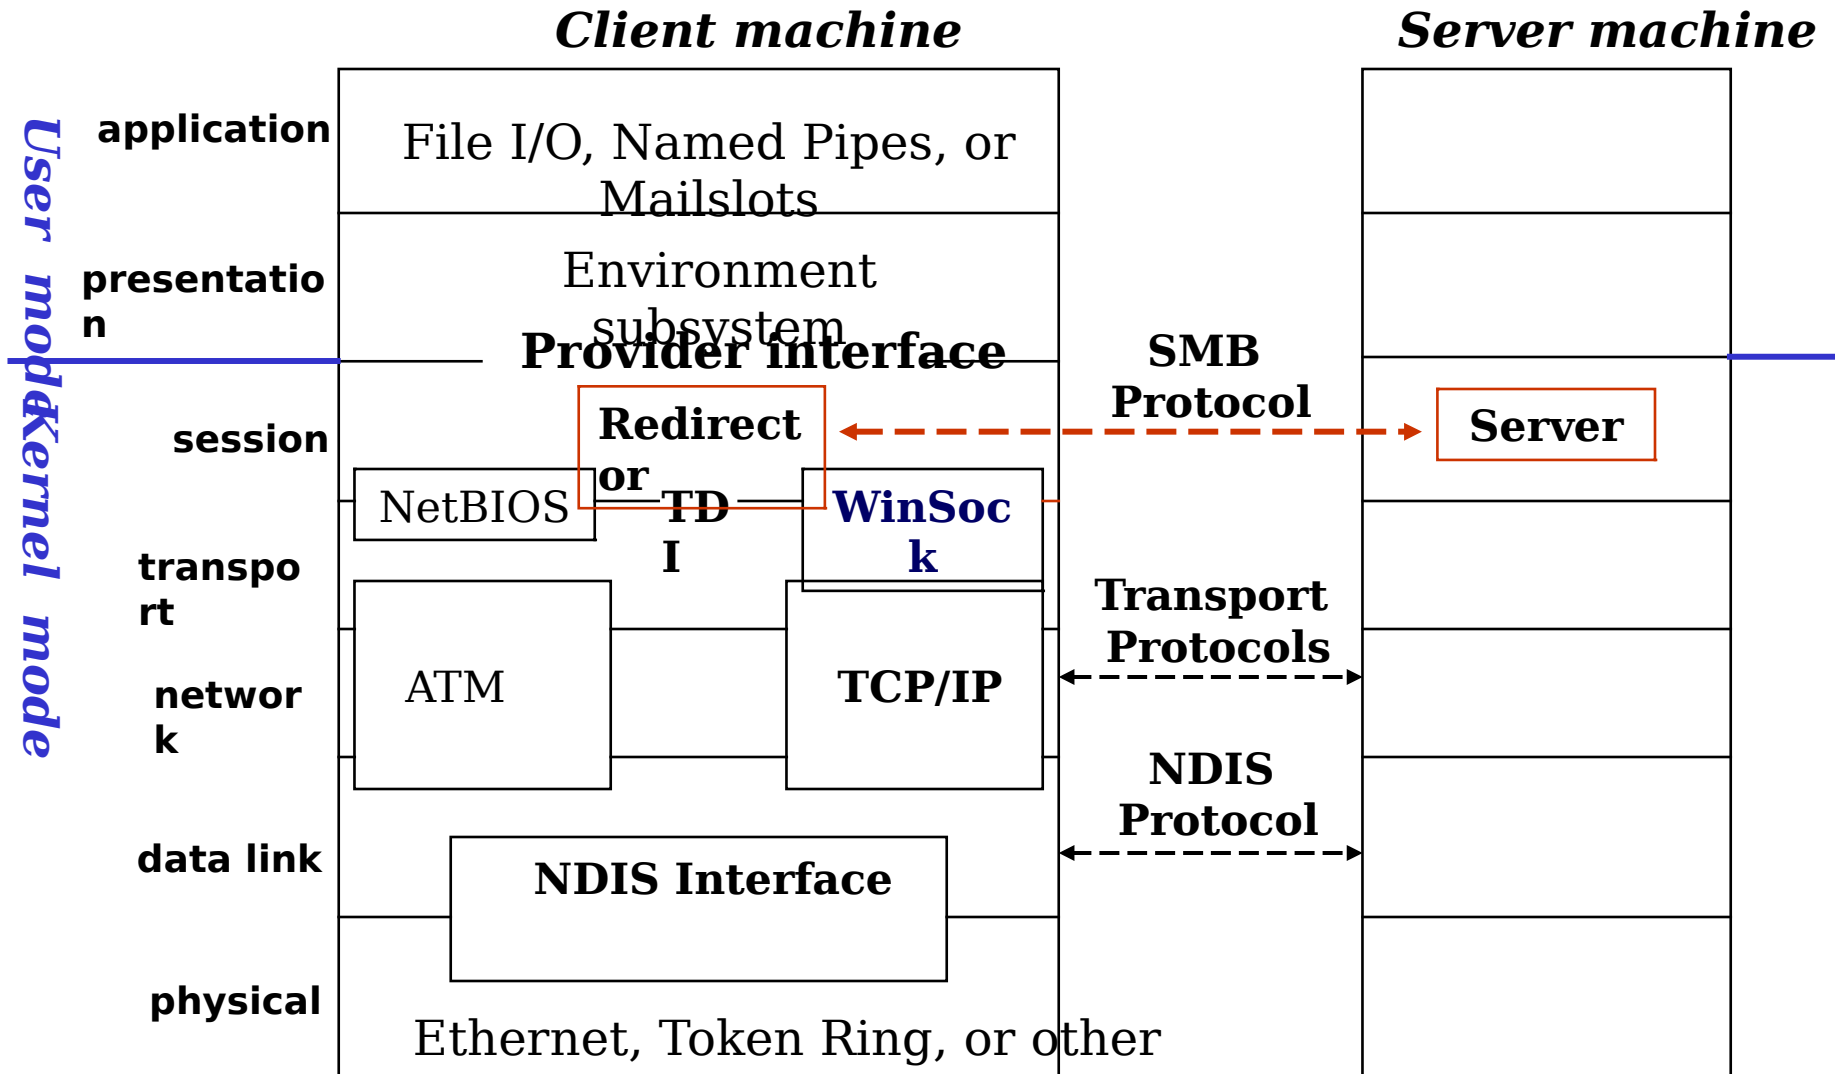 Client machine
Server machine
User mode
Kernel mode
application
File I/O, Named Pipes, or
Mailslots
presentatio
n
Environment
subsystem
Provider interface
SMB
Protocol
session
Redirect
or
Server
NetBIOS
TD
I
WinSoc
k
transpo
rt
Transport
Protocols
networ
k
ATM
TCP/IP
NDIS
Protocol
data link
NDIS Interface
physical
Ethernet, Token Ring, or other